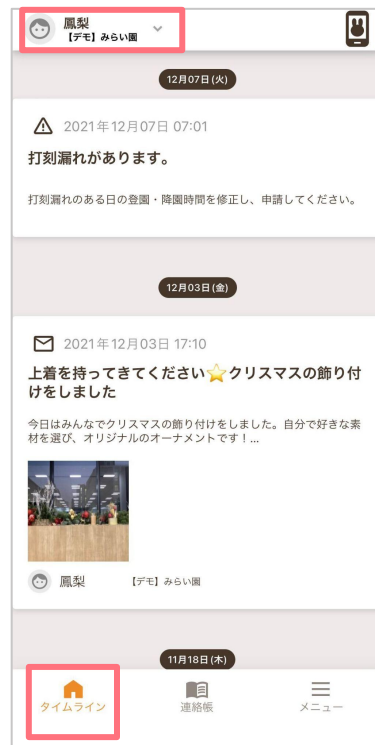 鳳梨
【デモ】みらい園
12月07日(火)
2021年12月07日 07:01
打刻漏れがあります。
打刻漏れのある日の登園・降園時間を修正し、申請してください。
12月03日(金)
2021年12月03日 17:10
上着を持ってきてください⭐クリスマスの飾り付
けをしました
今日はみんなでクリスマスの飾り付けをしました。自分で好きな素
材を選び、オリジナルのオーナメントです！...
鳳梨 【デモ】みらい園
11月18日(木)
タイムライン 連絡帳 メニュー